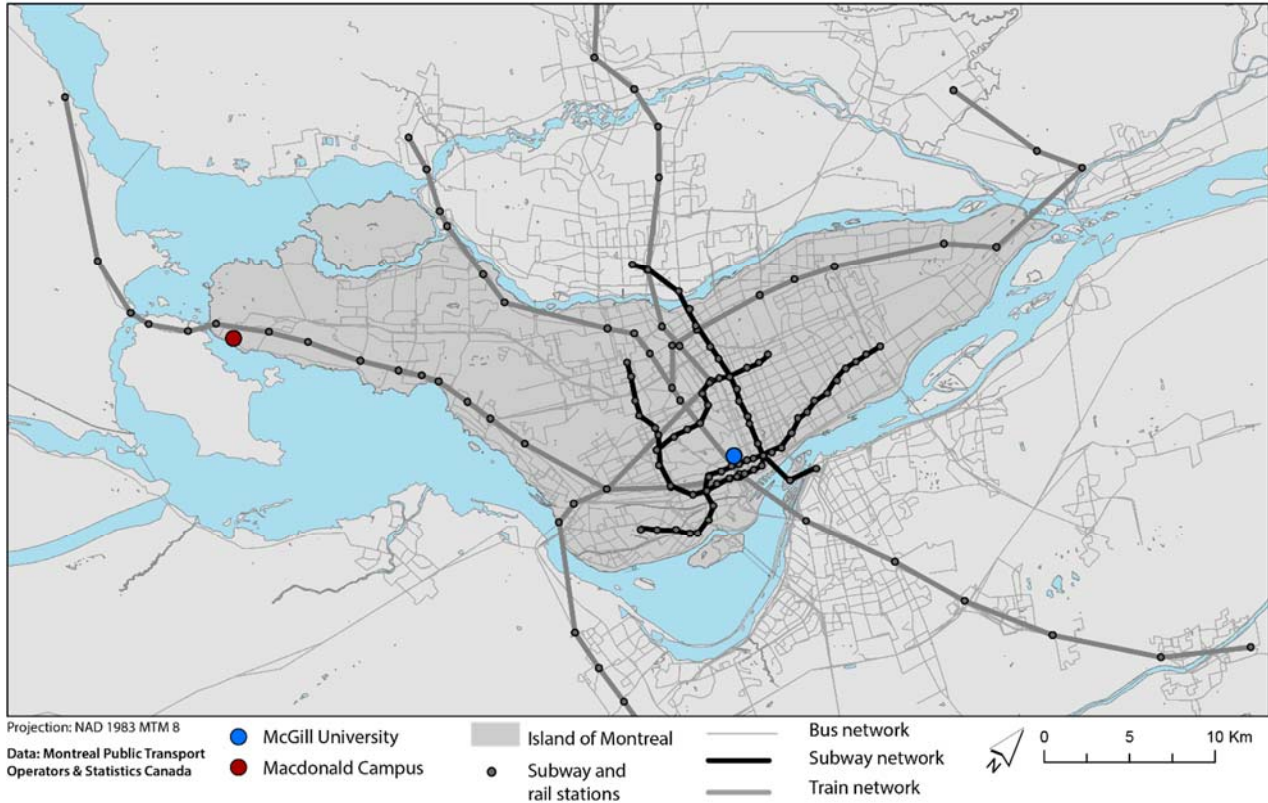 Projection: NAD 1983 MTM 8
Data: Montreal Public Transport
Operators & Statistics Canada
McGill University
Macdonald Campus
Island of Montreal
Subway and
rail stations
Bus network
Subway network
Train network
N
0 5 10 Km